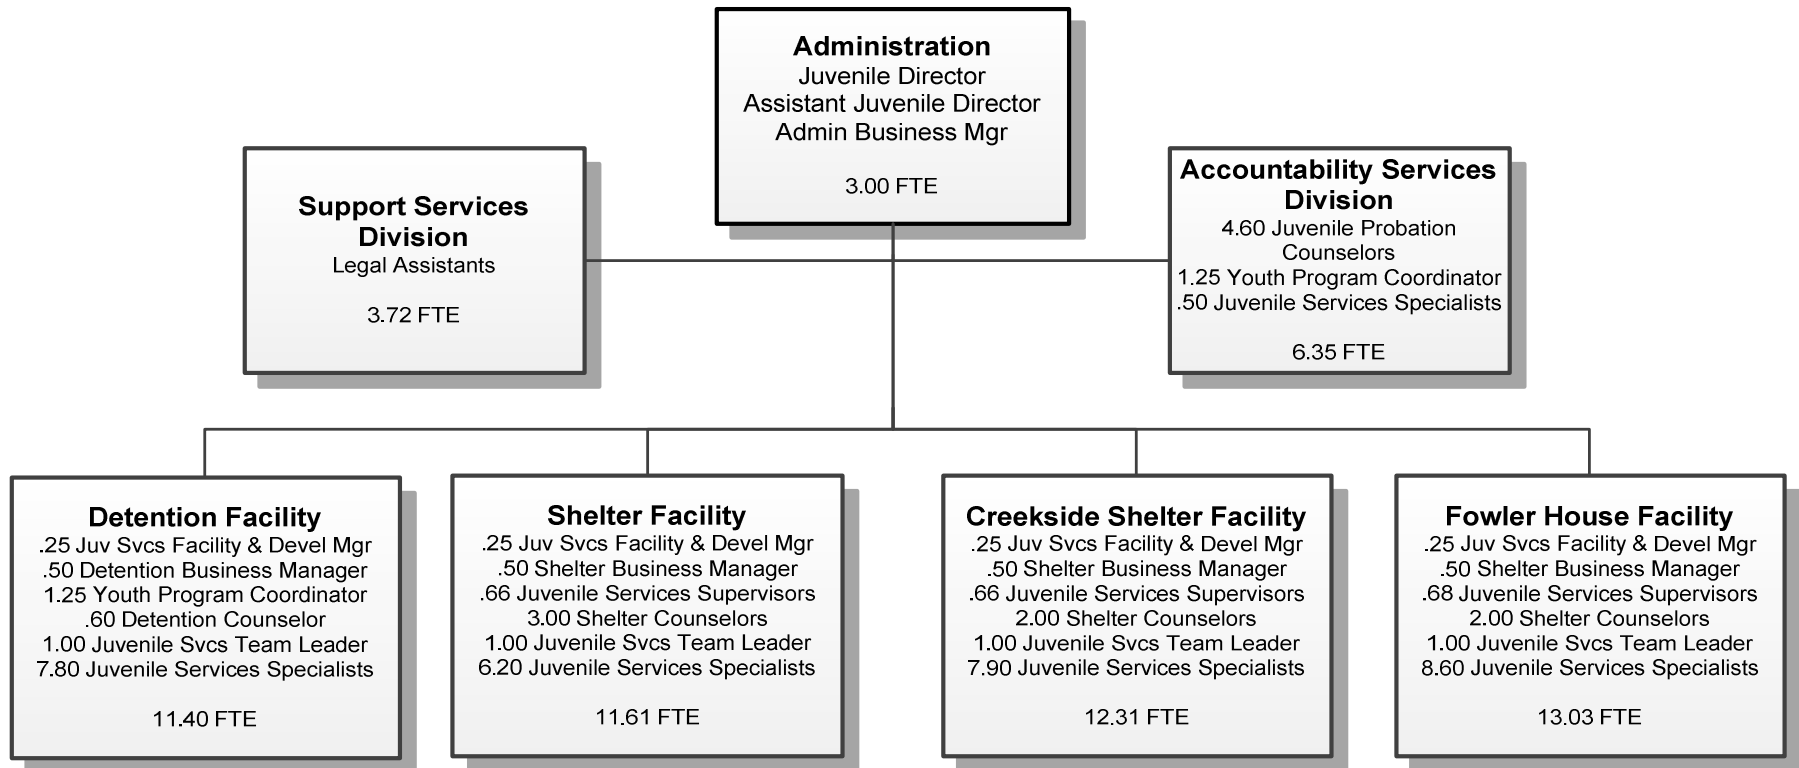 Administration
Juvenile Director
Assistant Juvenile Director
Admin Business Mgr
3.00 FTE
Support Services
Division
Legal Assistants
3.72 FTE
Accountability Services
Division
4.60 Juvenile Probation
Counselors
1.25 Youth Program Coordinator
.50 Juvenile Services Specialists
6.35 FTE
Detention Facility
.25 Juv Svcs Facility & Devel Mgr
.50 Detention Business Manager
1.25 Youth Program Coordinator
.60 Detention Counselor
1.00 Juvenile Svcs Team Leader
7.80 Juvenile Services Specialists
11.40 FTE
Shelter Facility
.25 Juv Svcs Facility & Devel Mgr
.50 Shelter Business Manager
.66 Juvenile Services Supervisors
3.00 Shelter Counselors
1.00 Juvenile Svcs Team Leader
6.20 Juvenile Services Specialists
11.61 FTE
Creekside Shelter Facility
.25 Juv Svcs Facility & Devel Mgr
.50 Shelter Business Manager
.66 Juvenile Services Supervisors
2.00 Shelter Counselors
1.00 Juvenile Svcs Team Leader
7.90 Juvenile Services Specialists
12.31 FTE
Fowler House Facility
.25 Juv Svcs Facility & Devel Mgr
.50 Shelter Business Manager
.68 Juvenile Services Supervisors
2.00 Shelter Counselors
1.00 Juvenile Svcs Team Leader
8.60 Juvenile Services Specialists
13.03 FTE